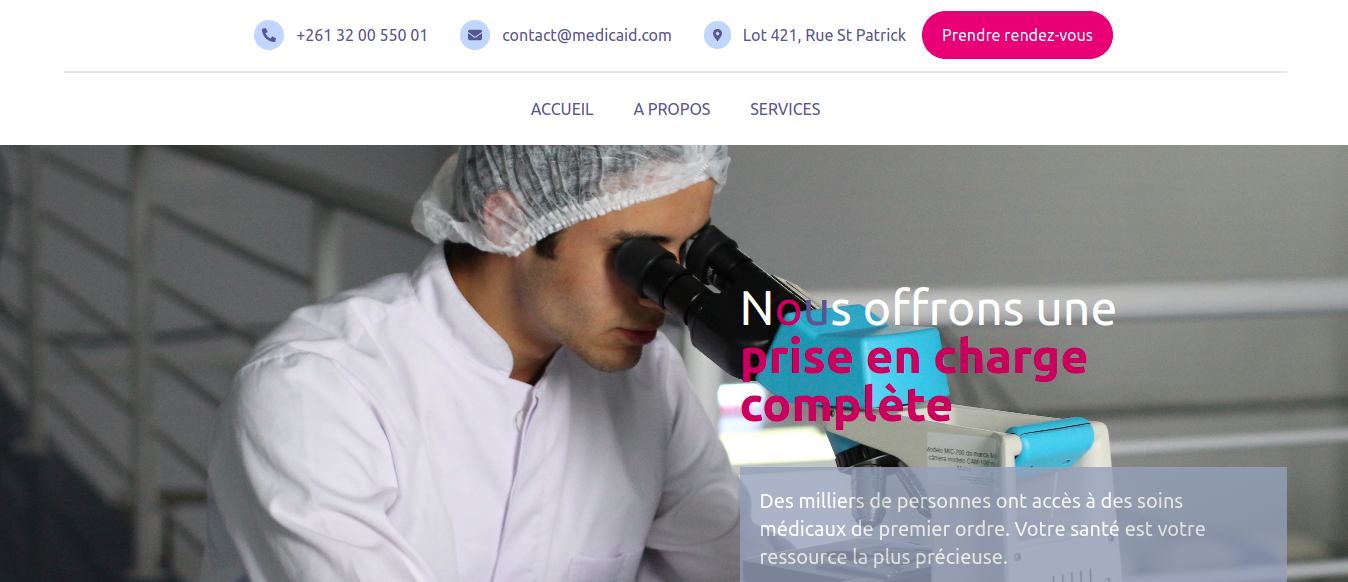 +261 32 00 550 01 contact@medicaid.com Lot 421, Rue St Patrick Prendre rendez-vous
ACCUEIL A PROPOS SERVICES
Nous offrons une
prise en charge
complète
Des milliers de personnes ont accès à des soins
médicaux de premier ordre. Votre santé est votre
ressource la plus précieuse.